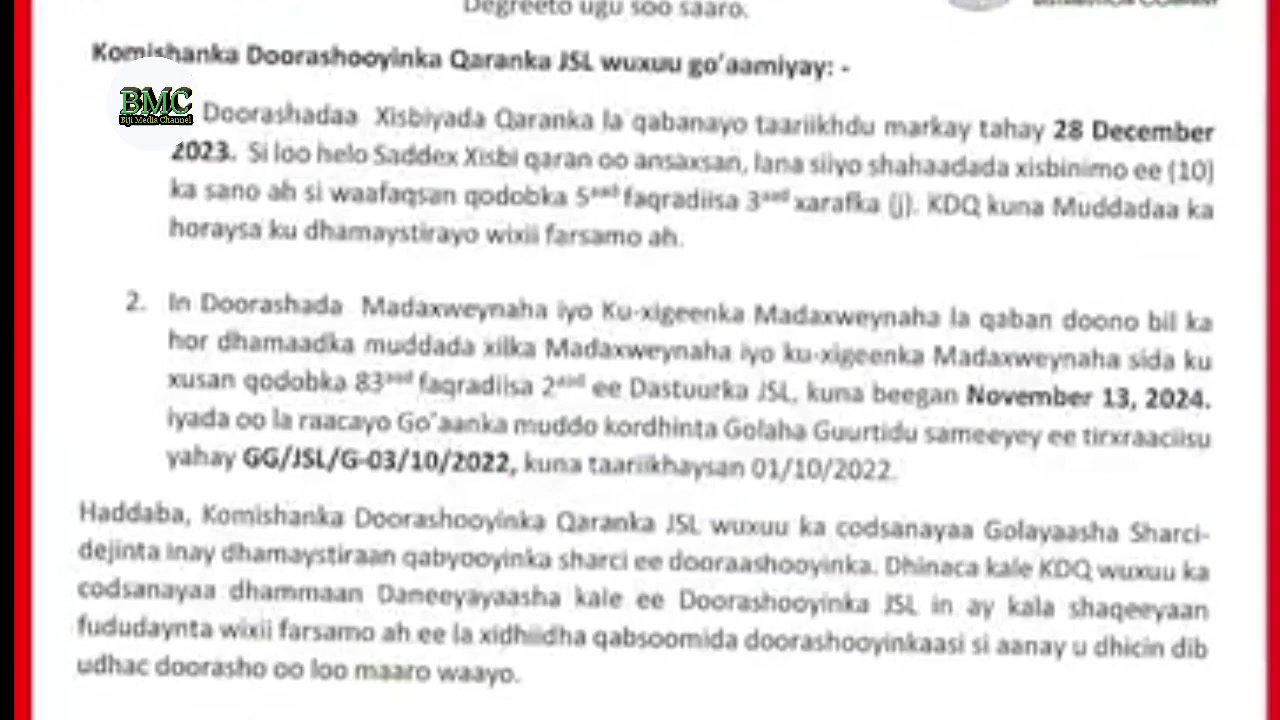 Degreeto ugu soo saaro.
Komishanka Doorashooyinka Qaranka JSL wuxuu go'aamiyay: -
BMC
Biji Media Channel
Doorashadaa Xisbiyada Qaranka la qabanayo taariikhdu markay tahay 28 December
2023. Si loo helo Saddex Xisbi qaran oo ansaxsan, lana siiyo shahaadada xisbinimo ee (10)
ka sano ah si waafaqsan qodobka 5aad faqradiisa 3aad xarafka (j). KDQ kuna Muddadaa ka
horaysa ku dhamaystirayo wixii farsamo ah.
2. In Doorashada Madaxweynaha iyo Ku-xigeenka Madaxweynaha la qaban doono bil ka
hor dhamaadka muddada xilka Madaxweynaha iyo ku-xigeenka Madaxweynaha sida ku
xusan qodobka 83aad faqradiisa 2aad ee Dastuurka JSL, kuna beegan November 13, 2024.
iyada oo la raacayo Go'aanka muddo kordhinta Golaha Guurtidu sameeyey ee tirxraaciisu
yahay GG/JSL/G-03/10/2022, kuna taariikhaysan 01/10/2022.
Haddaba, Komishanka Doorashooyinka Qaranka JSL wuxuu ka codsanayaa Golayaasha Sharci-
dejinta inay dhamaystiraan qabyooyinka sharci ee dooraashooyinka. Dhinaca kale KDQ wuxuu ka
codsanayaa dhammaan Daneeyayaasha kale ee Doorashooyinka JSL in ay kala shaqeeyaan
fududaynta wixii farsamo ah ee la xidhiidha qabsoomida doorashooyinkaasi si aanay u dhicin dib
udhac doorasho oo loo maaro waayo.